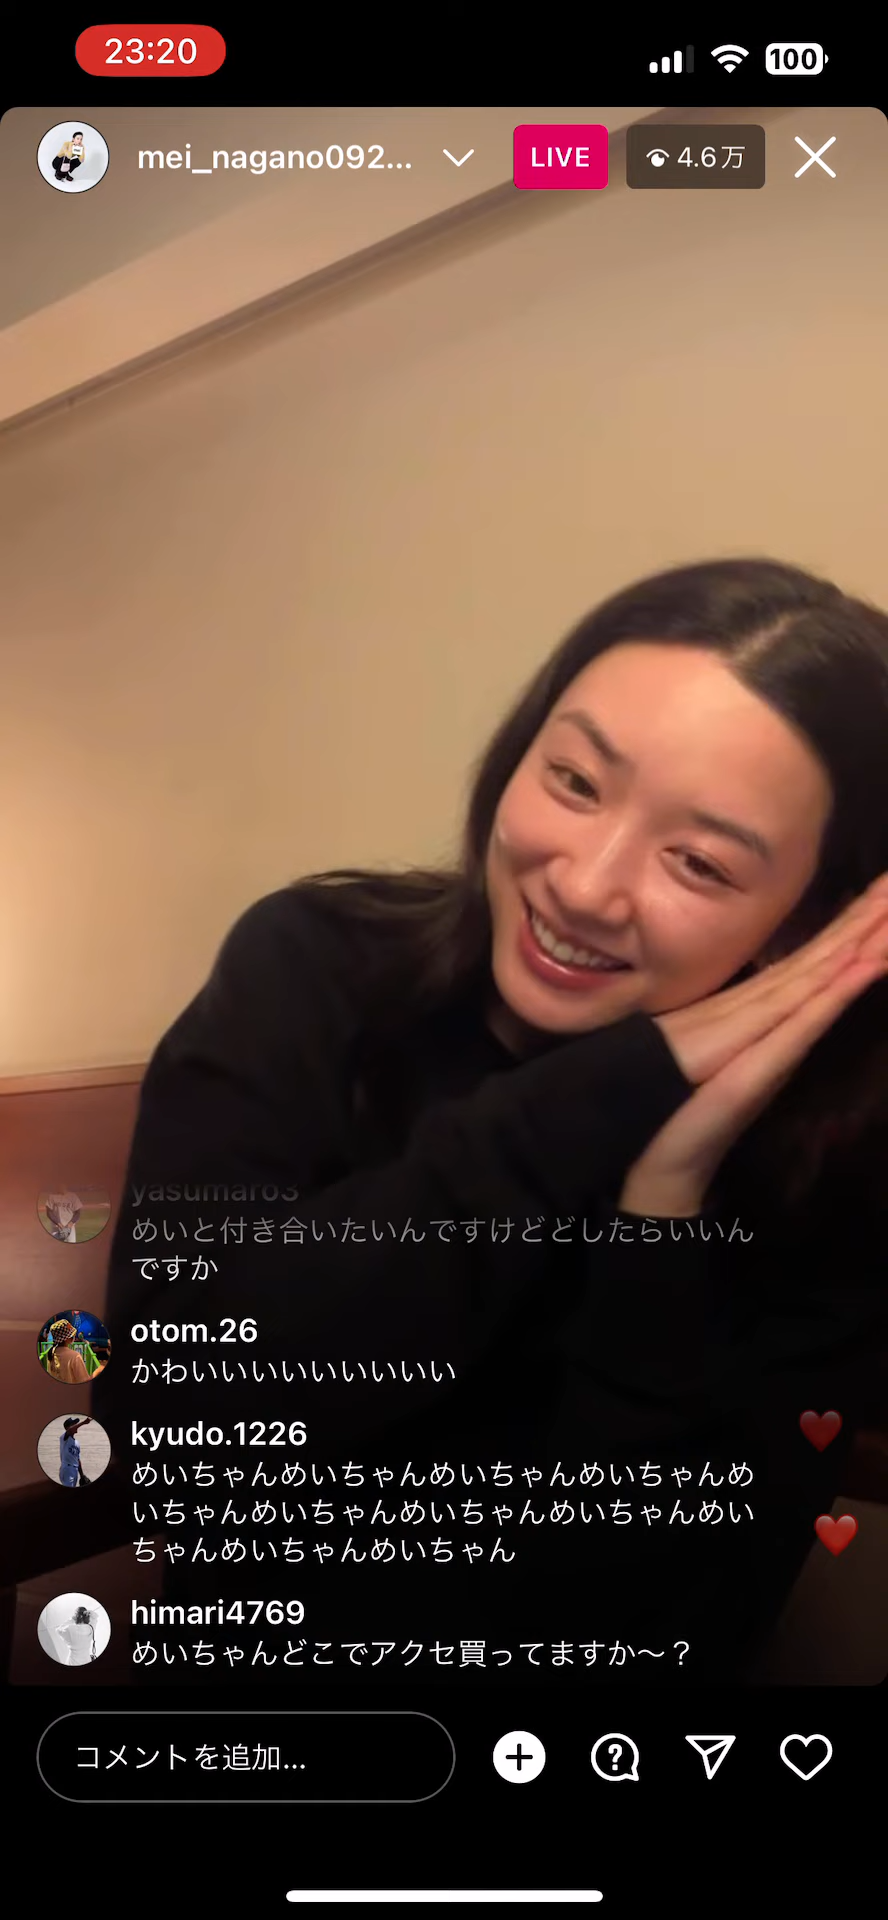 23:20
100
mei_nagano092...
LIVE
4.6万
yasumaro3
めいと付き合いたいんですけどどしたらいいん
ですか
otom.26
かわいいいいいいいいいい
kyudo.1226
めいちゃんめいちゃんめいちゃんめいちゃんめ
いちゃんめいちゃんめいちゃんめいちゃんめい
ちゃんめいちゃんめいちゃん
himari4769
めいちゃんどこでアクセ買ってますか〜？
コメントを追加...